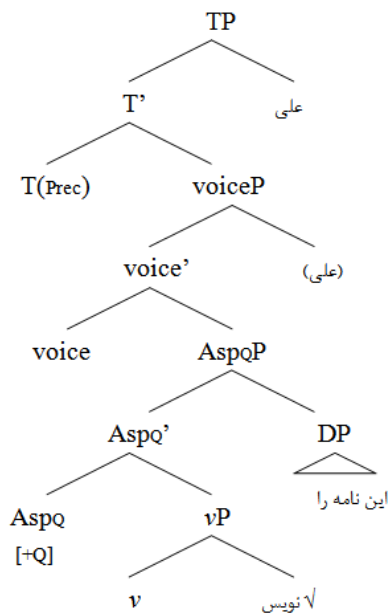 TP
T’ علی
T(Prec) voiceP
voice’ (علی)
voice AspQP
AspQ’ DP
AspQ vP این نامه را
[+Q]
v √نویس